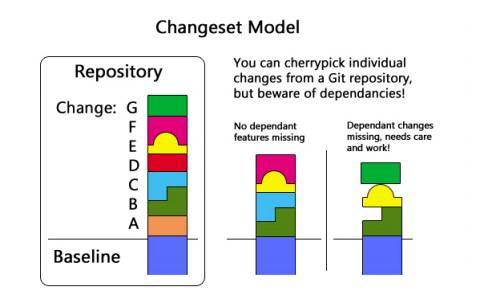 Changeset Model
Repository
Change: G
F
E
D
C
B
A
Baseline
You can cherrypick individual
changes from a Git repository,
but beware of dependancies!
No dependant
features missing
Dependant changes
missing, needs care
and work!